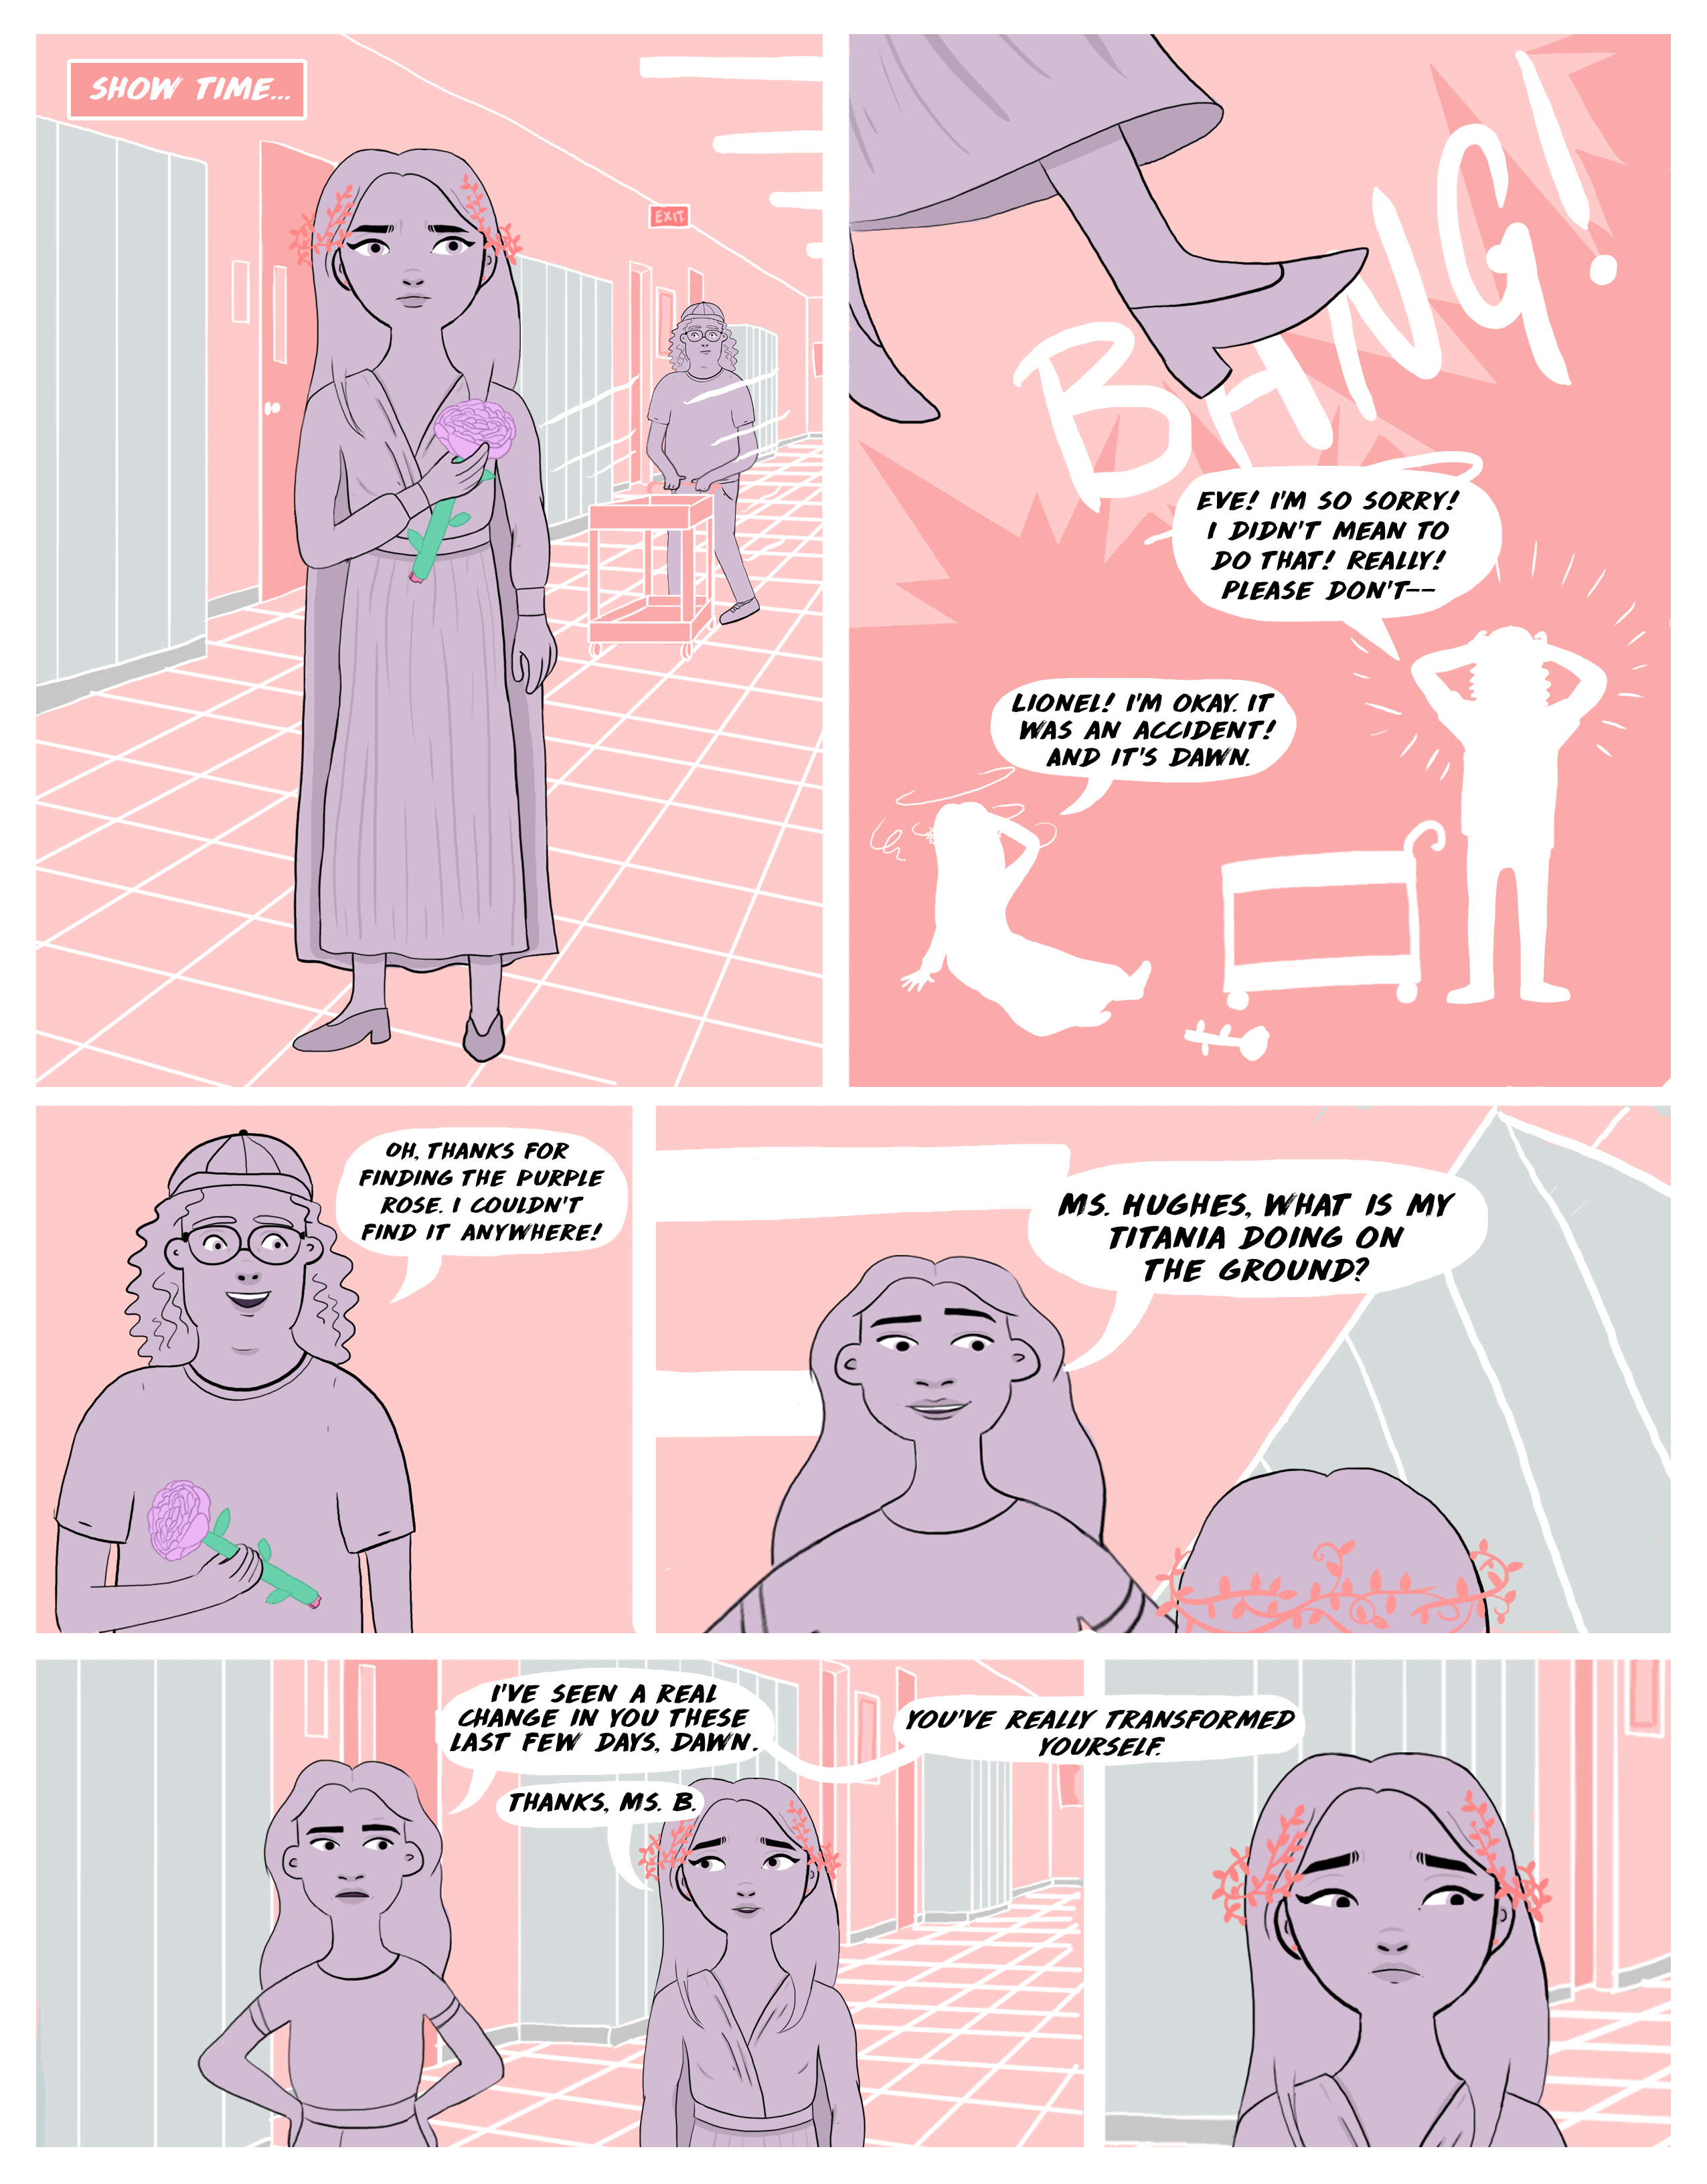 SHOW TIME...
EXIT
BANG!
EVE! I'M SO SORRY!
I DIDN'T MEAN TO
DO THAT! REALLY!
PLEASE DON'T--
LIONEL! I'M OKAY. IT
WAS AN ACCIDENT!
AND IT'S DAWN.
OH, THANKS FOR
FINDING THE PURPLE
ROSE. I COULDN'T
FIND IT ANYWHERE!
MS. HUGHES, WHAT IS MY
TITANIA DOING ON
THE GROUND?
I'VE SEEN A REAL
CHANGE IN YOU THESE
LAST FEW DAYS, DAWN.
THANKS, MS. B.
YOU'VE REALLY TRANSFORMED
YOURSELF.